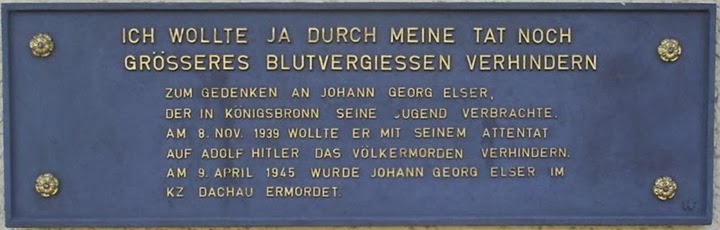 ICH WOLLTE JA DURCH MEINE TAT NOCH
GRÖSSERES BLUTVERGIESSEN VERHINDERN
ZUM GEDENKEN AN JOHANN GEORG ELSER,
DER IN KÖNIGSBRONN SEINE JUGEND VERBRACHTE.
AM 8. NOV. 1939 WOLLTE ER MIT SEINEM ATTENTAT
AUF ADOLF HITLER DAS VÖLKERMORDEN VERHINDERN.
AM 9. APRIL 1945 WURDE JOHANN GEORG ELSER IM
KZ DACHAU ERMORDET.